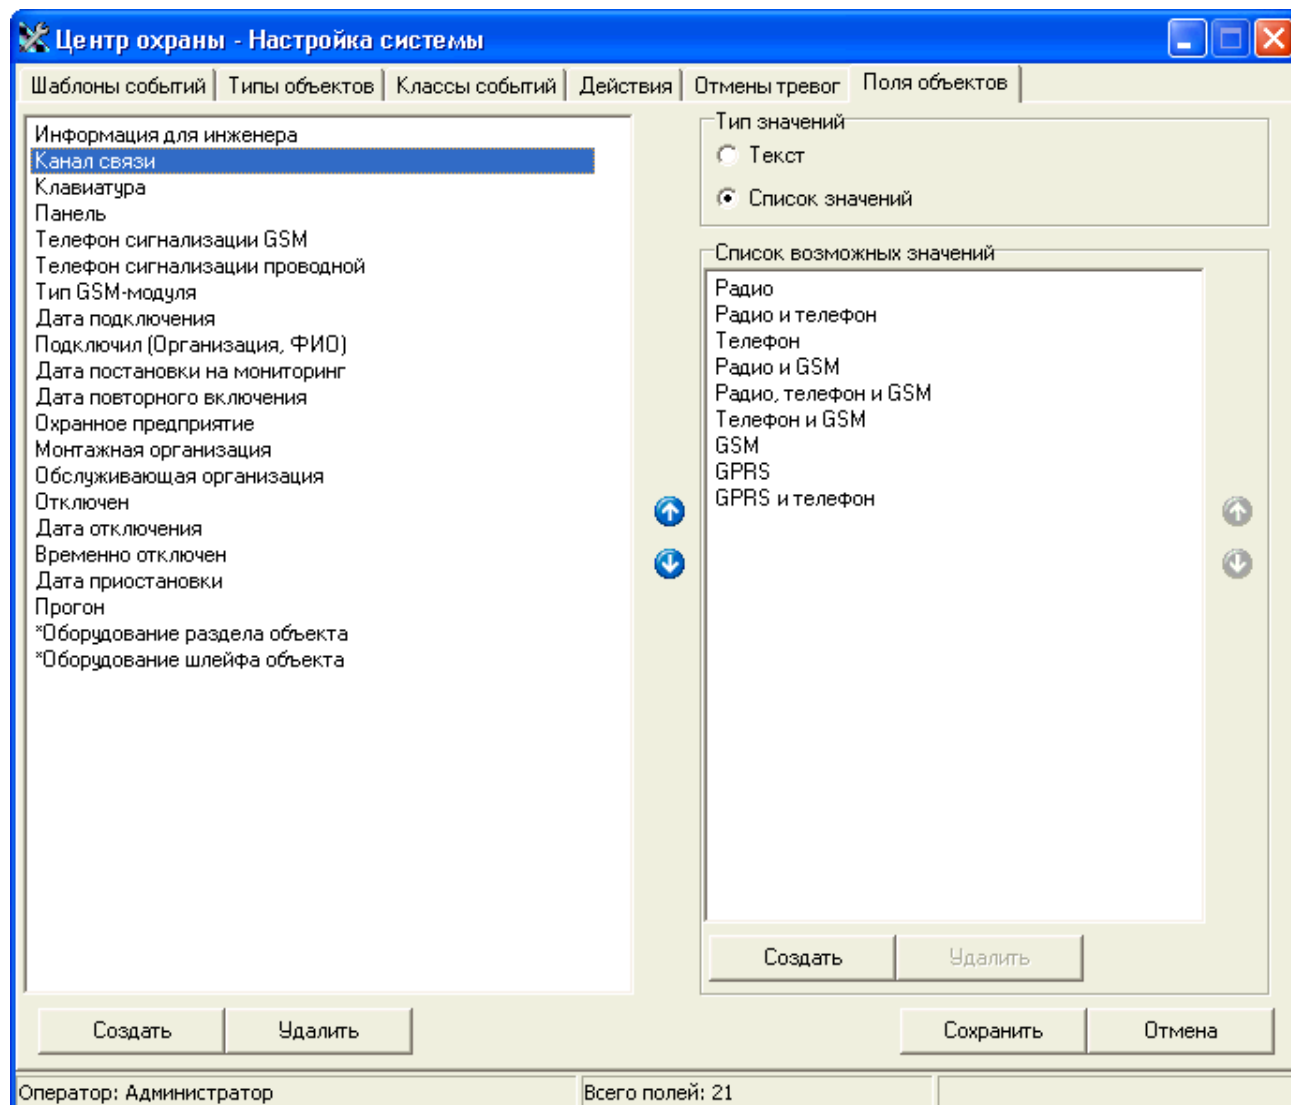 Центр охраны - Настройка системы
Шаблоны событий Типы объектов Классы событий Действия Отмены тревог Поля объектов
Информация для инженера
Канал связи
Клавиатура
Панель
Телефон сигнализации GSM
Телефон сигнализации проводной
Тип GSM-модуля
Дата подключения
Подключил (Организация, ФИО)
Дата постановки на мониторинг
Дата повторного включения
Охранное предприятие
Монтажная организация
Обслуживающая организация
Отключен
Дата отключения
Временно отключен
Дата приостановки
Прогон
*Оборудование раздела объекта
*Оборудование шлейфа объекта
Создать Удалить
Тип значений
Текст
Список значений
Список возможных значений
Радио
Радио и телефон
Телефон
Радио и GSM
Радио, телефон и GSM
Телефон и GSM
GSM
GPRS
GPRS и телефон
Создать Удалить
Сохранить Отмена
Оператор: Администратор Всего полей: 21